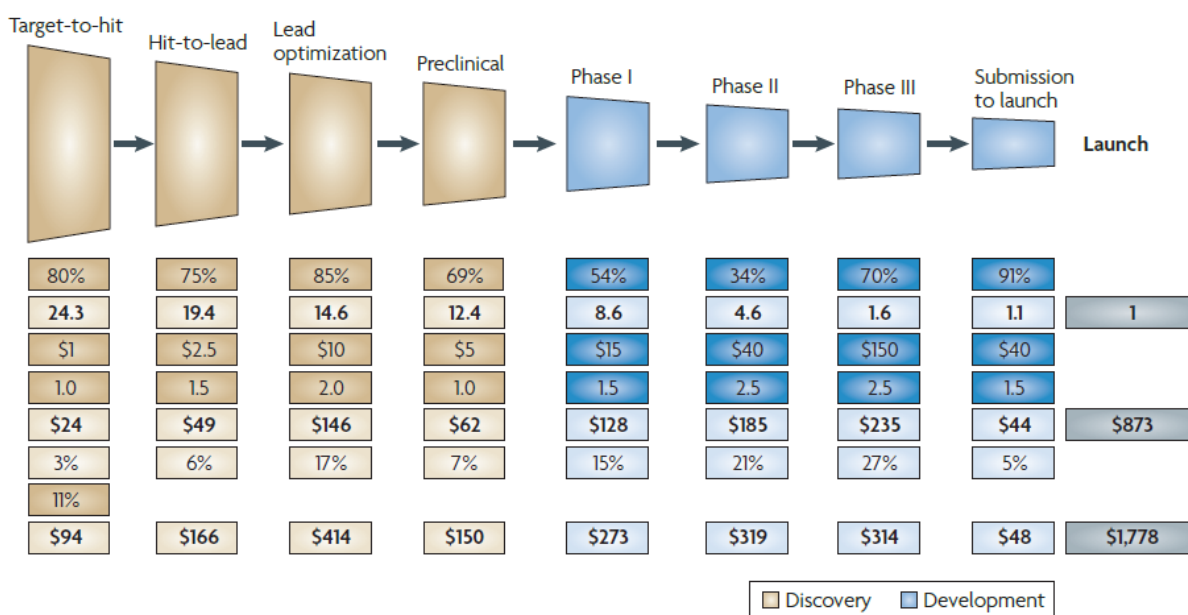 Target-to-hit
Hit-to-lead
Lead
optimization
Preclinical
Phase I
Phase II
Phase III
Submission
to launch
Launch
80% 75% 85% 69% 54% 34% 70% 91%
24.3 19.4 14.6 12.4 8.6 4.6 1.6 1.1 1
$1 $2.5 $10 $5 $15 $40 $150 $40
1.0 1.5 2.0 1.0 1.5 2.5 2.5 1.5
$24 $49 $146 $62 $128 $185 $235 $44 $873
3% 6% 17% 7% 15% 21% 27% 5%
11%
$94 $166 $414 $150 $273 $319 $314 $48 $1,778
Discovery Development